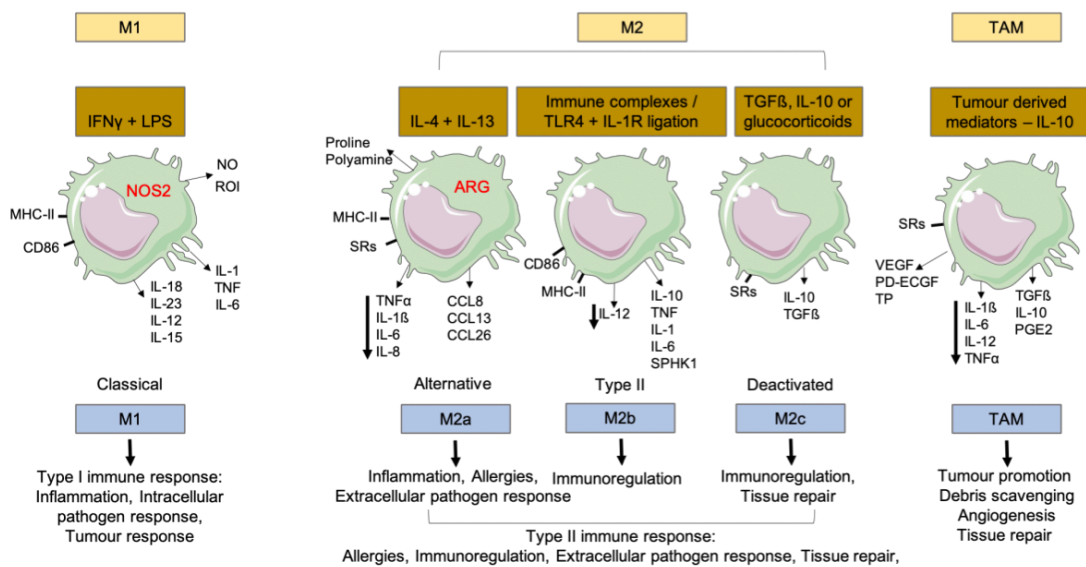 M1
M2
TAM
IFNγ + LPS
IL-4 + IL-13
Immune complexes /
TLR4 + IL-1R ligation
TGFß, IL-10 or
glucocorticoids
Tumour derived
mediators – IL-10
NOS2
NO
ROI
MHC-II
CD86
IL-1
TNF
IL-6
IL-18
IL-23
IL-12
IL-15
Proline
Polyamine
ARG
MHC-II
SRs
TNFα
IL-1ß
IL-6
IL-8
CCL8
CCL13
CCL26
CD86
MHC-II
IL-12
IL-10
TNF
IL-1
IL-6
SPHK1
SRs
IL-10
TGFß
SRs
VEGF
PD-ECGF
TP
IL-1ß
IL-6
IL-12
TNFα
TGFß
IL-10
PGE2
Classical
Alternative
Type II
Deactivated
M1
M2a
M2b
M2c
TAM
Type I immune response:
Inflammation, Intracellular
pathogen response,
Tumour response
Inflammation, Allergies,
Extracellular pathogen response
Immunoregulation
Immunoregulation,
Tissue repair
Tumour promotion
Debris scavenging
Angiogenesis
Tissue repair
Type II immune response:
Allergies, Immunoregulation, Extracellular pathogen response, Tissue repair,